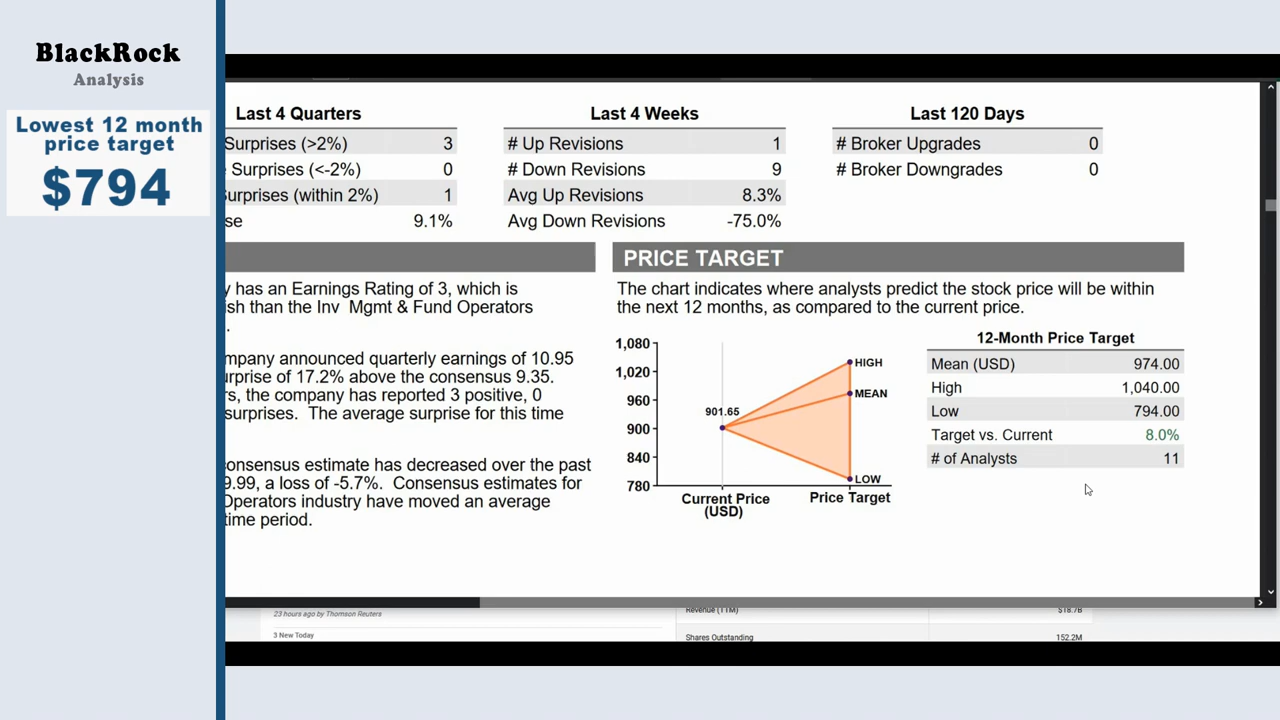 BlackRock
Analysis
Lowest 12 month
price target
$794
Last 4 Quarters
Surprises (>2%) 3
Surprises (<-2%) 0
urprises (within 2%) 1
se 9.1%
Last 4 Weeks
# Up Revisions 1
# Down Revisions 9
Avg Up Revisions 8.3%
Avg Down Revisions -75.0%
Last 120 Days
# Broker Upgrades 0
# Broker Downgrades 0
y has an Earnings Rating of 3, which is
ish than the Inv Mgmt & Fund Operators
.
mpany announced quarterly earnings of 10.95
urprise of 17.2% above the consensus 9.35.
rs, the company has reported 3 positive, 0
surprises. The average surprise for this time
consensus estimate has decreased over the past
9.99, a loss of -5.7%. Consensus estimates for
Operators industry have moved an average
time period.
PRICE TARGET
The chart indicates where analysts predict the stock price will be within
the next 12 months, as compared to the current price.
1,080
1,020
960
900
840
780
901.65
HIGH
MEAN
LOW
Current Price
(USD)
Price Target
12-Month Price Target
Mean (USD) 974.00
High 1,040.00
Low 794.00
Target vs. Current 8.0%
# of Analysts 11
23 hours ago by Thomson Reuters
3 New Today
Revenue (TTM) $18.7B
Shares Outstanding 152.2M